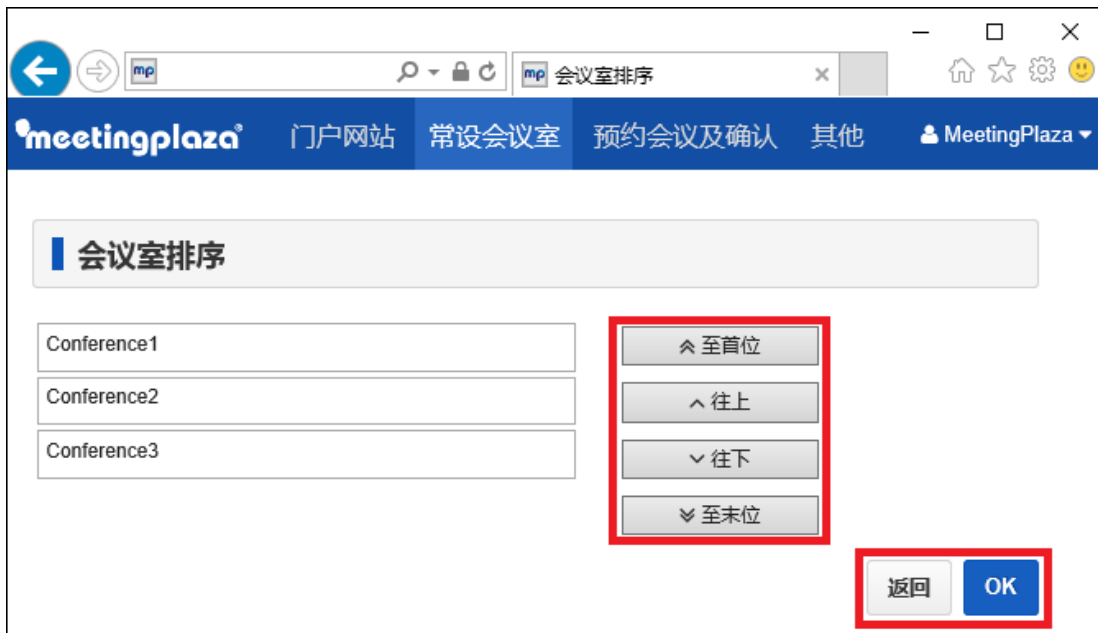 mp
mp 会议室排序
meetingplaza 门户网站 常设会议室 预约会议及确认 其他 MeetingPlaza
会议室排序
Conference1
Conference2
Conference3
至首位
往上
往下
至末位
返回 OK